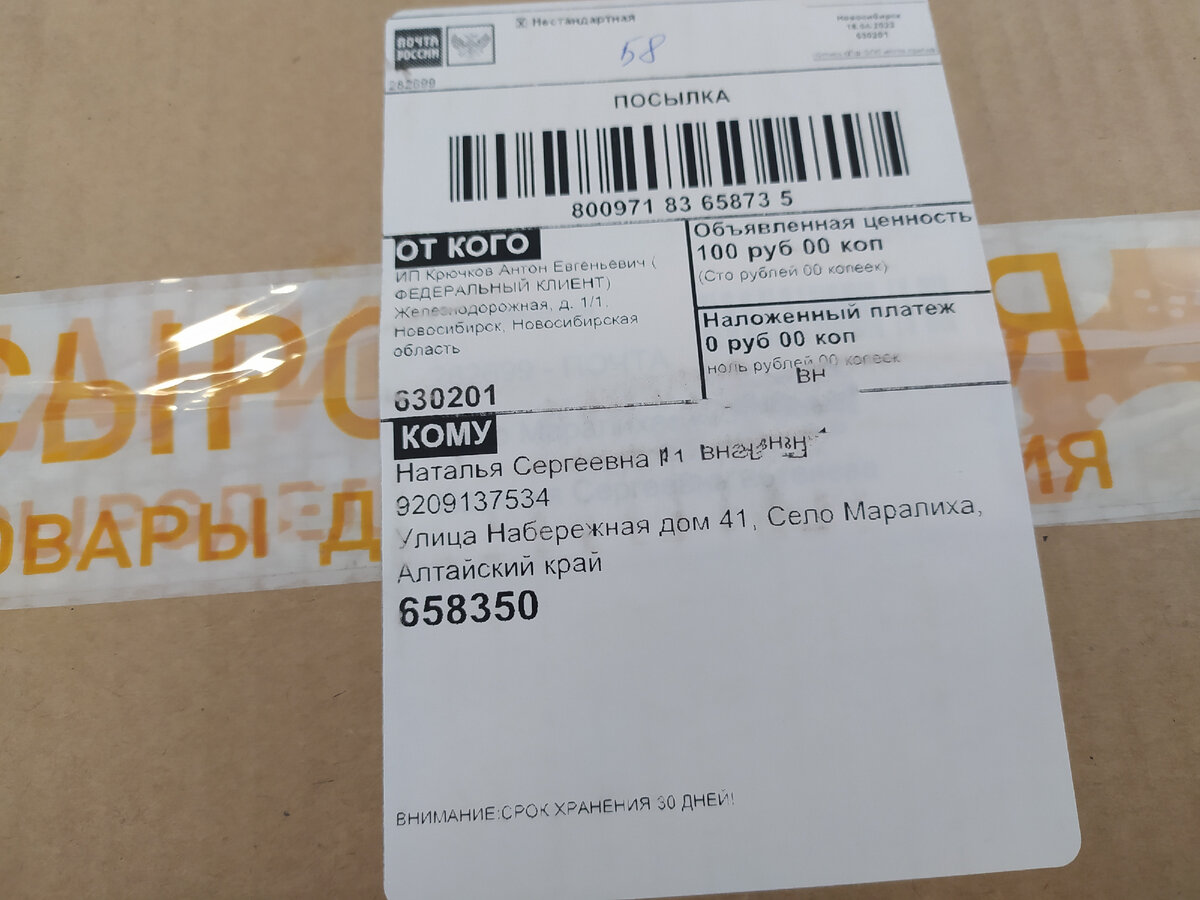 ПОЧТА
РОССИИ
Нестандартная
58
Новосибирск
630201
ПОСЫЛКА
800971 83 65873 5
ОТ КОГО
ИП Крючков Антон Евгеньевич (
ФЕДЕРАЛЬНЫЙ КЛИЕНТ)
Железнодорожная, д. 1/1,
Новосибирск, Новосибирская
область
630201
Объявленная ценность
100 руб 00 коп
(Сто рублей 00 копеек)
Наложенный платеж
0 руб 00 коп
ноль рублей 00 копеек
КОМУ
Наталья Сергеевна
9209137534
Улица Набережная дом 41, Село Маралиха,
Алтайский край
658350
ВНИМАНИЕ:СРОК ХРАНЕНИЯ 30 ДНЕЙ!